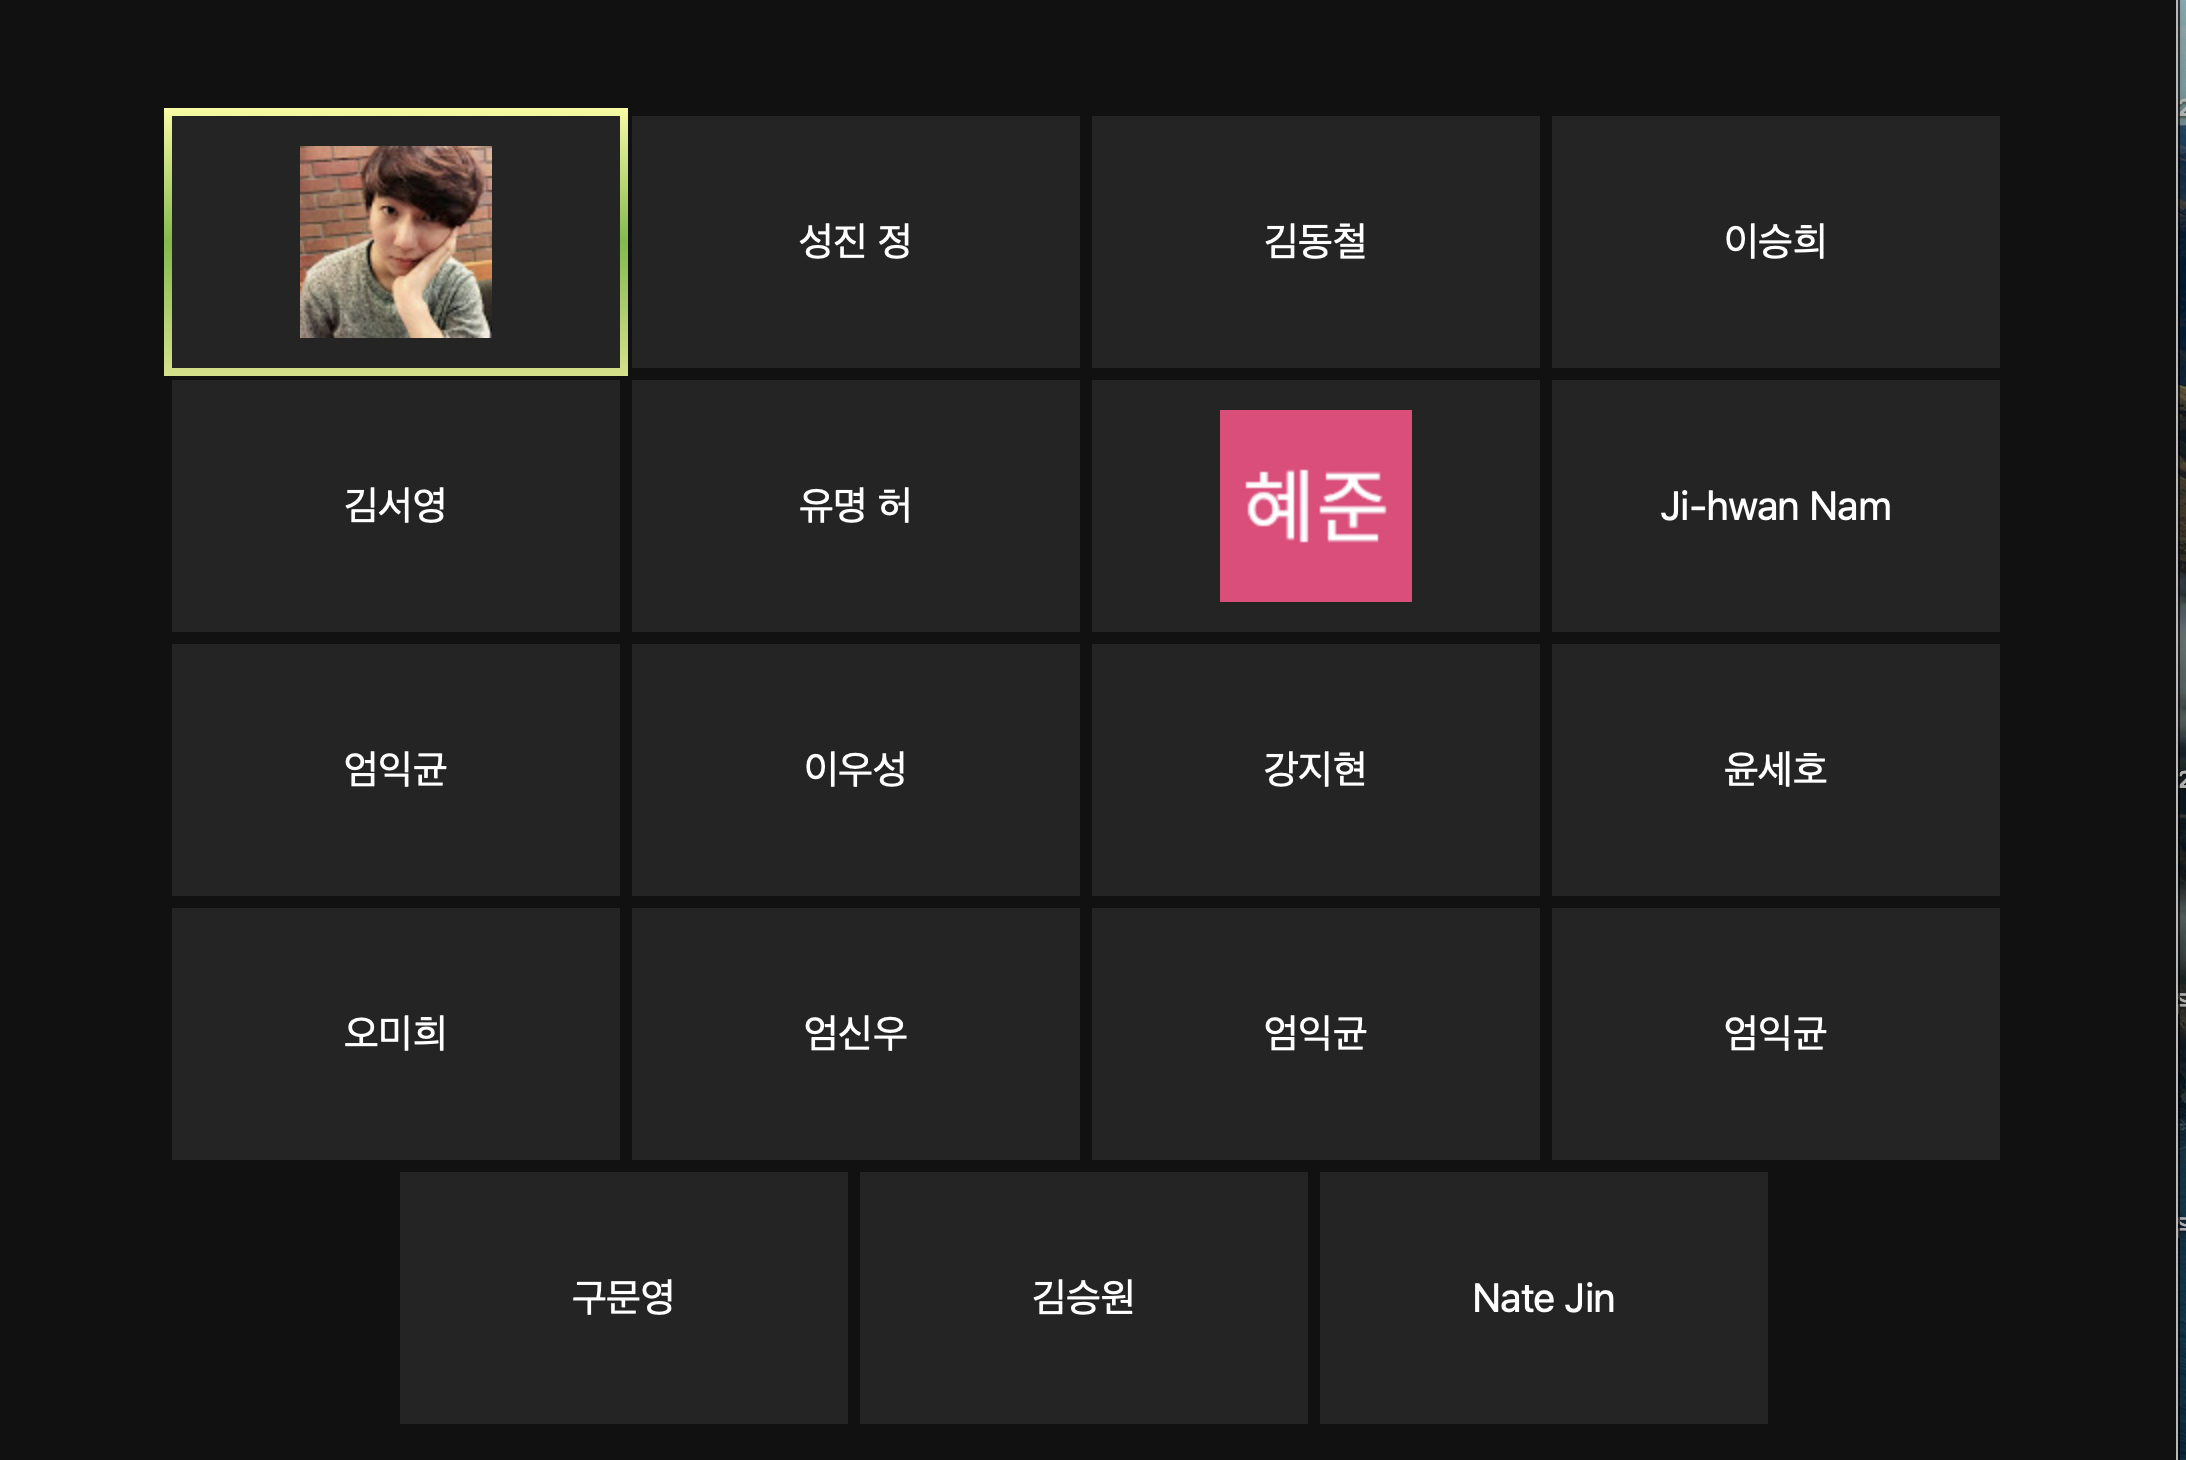 성진 정
김동철
이승희
김서영
유명 허
혜준
Ji-hwan Nam
엄익균
이우성
강지현
윤세호
오미희
엄신우
엄익균
엄익균
구문영
김승원
Nate Jin